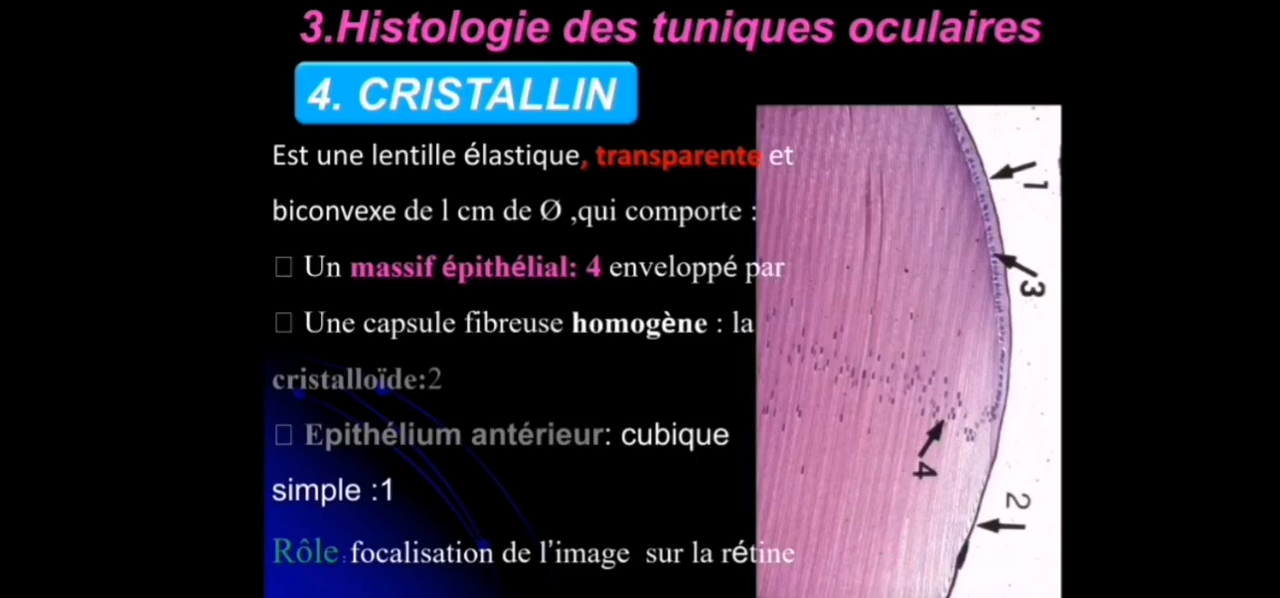 3.Histologie des tuniques oculaires
4. CRISTALLIN
Est une lentille élastique, transparente et
biconvexe de 1 cm de Ø ,qui comporte :
Un massif épithélial: 4 enveloppé par
Une capsule fibreuse homogène : la
cristalloïde:2
Epithélium antérieur: cubique
simple :1
Rôle: focalisation de l'image sur la rétine
1
3
4
2